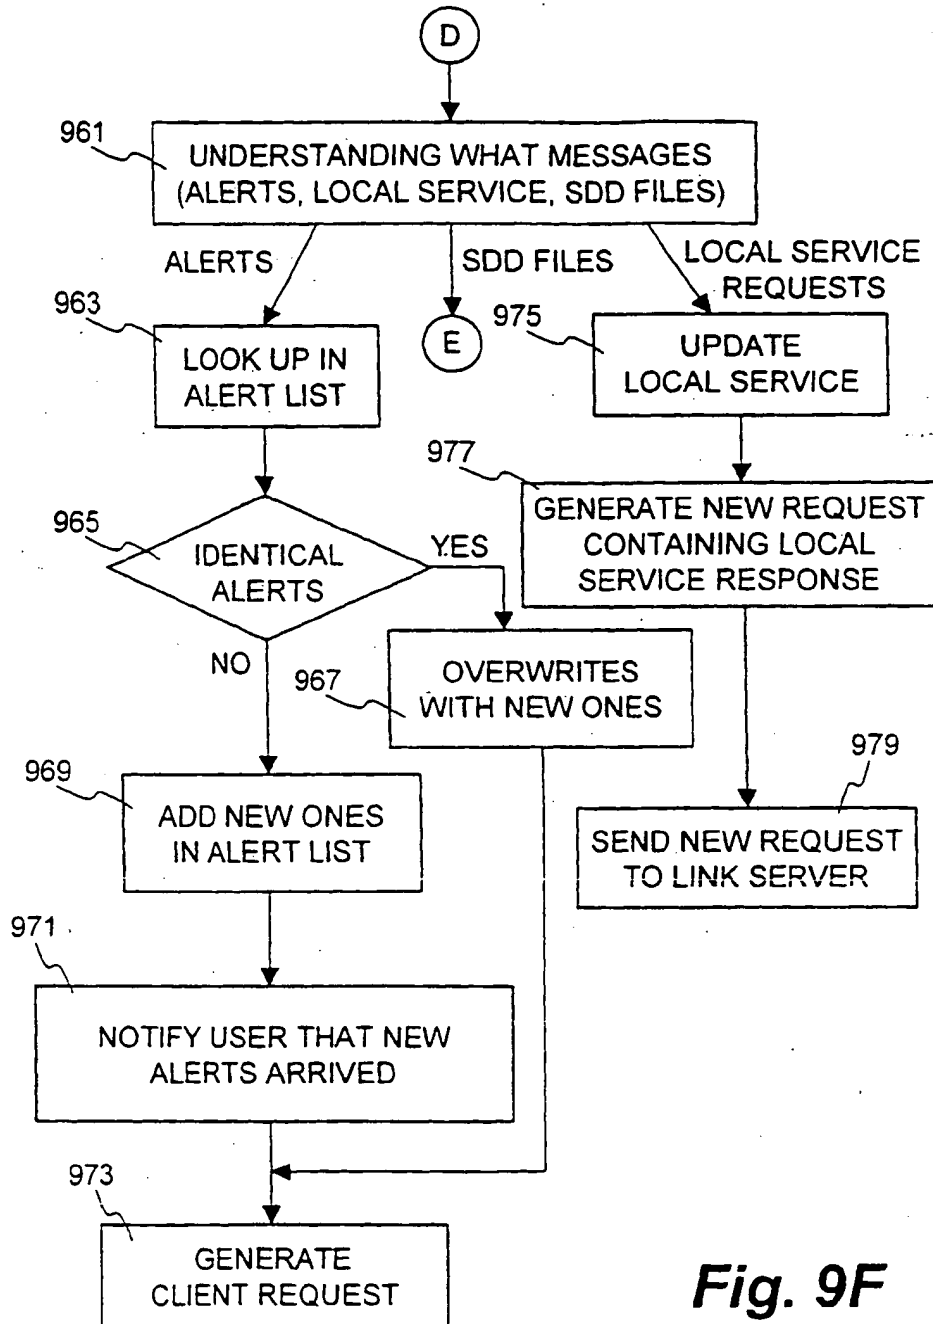 D
961
UNDERSTANDING WHAT MESSAGES
(ALERTS, LOCAL SERVICE, SDD FILES)
ALERTS
SDD FILES
LOCAL SERVICE
REQUESTS
963
LOOK UP IN
ALERT LIST
E
975
UPDATE
LOCAL SERVICE
977
GENERATE NEW REQUEST
CONTAINING LOCAL
SERVICE RESPONSE
965
IDENTICAL
ALERTS
YES
NO
967
OVERWRITES
WITH NEW ONES
979
SEND NEW REQUEST
TO LINK SERVER
969
ADD NEW ONES
IN ALERT LIST
971
NOTIFY USER THAT NEW
ALERTS ARRIVED
973
GENERATE
CLIENT REQUEST
Fig. 9F